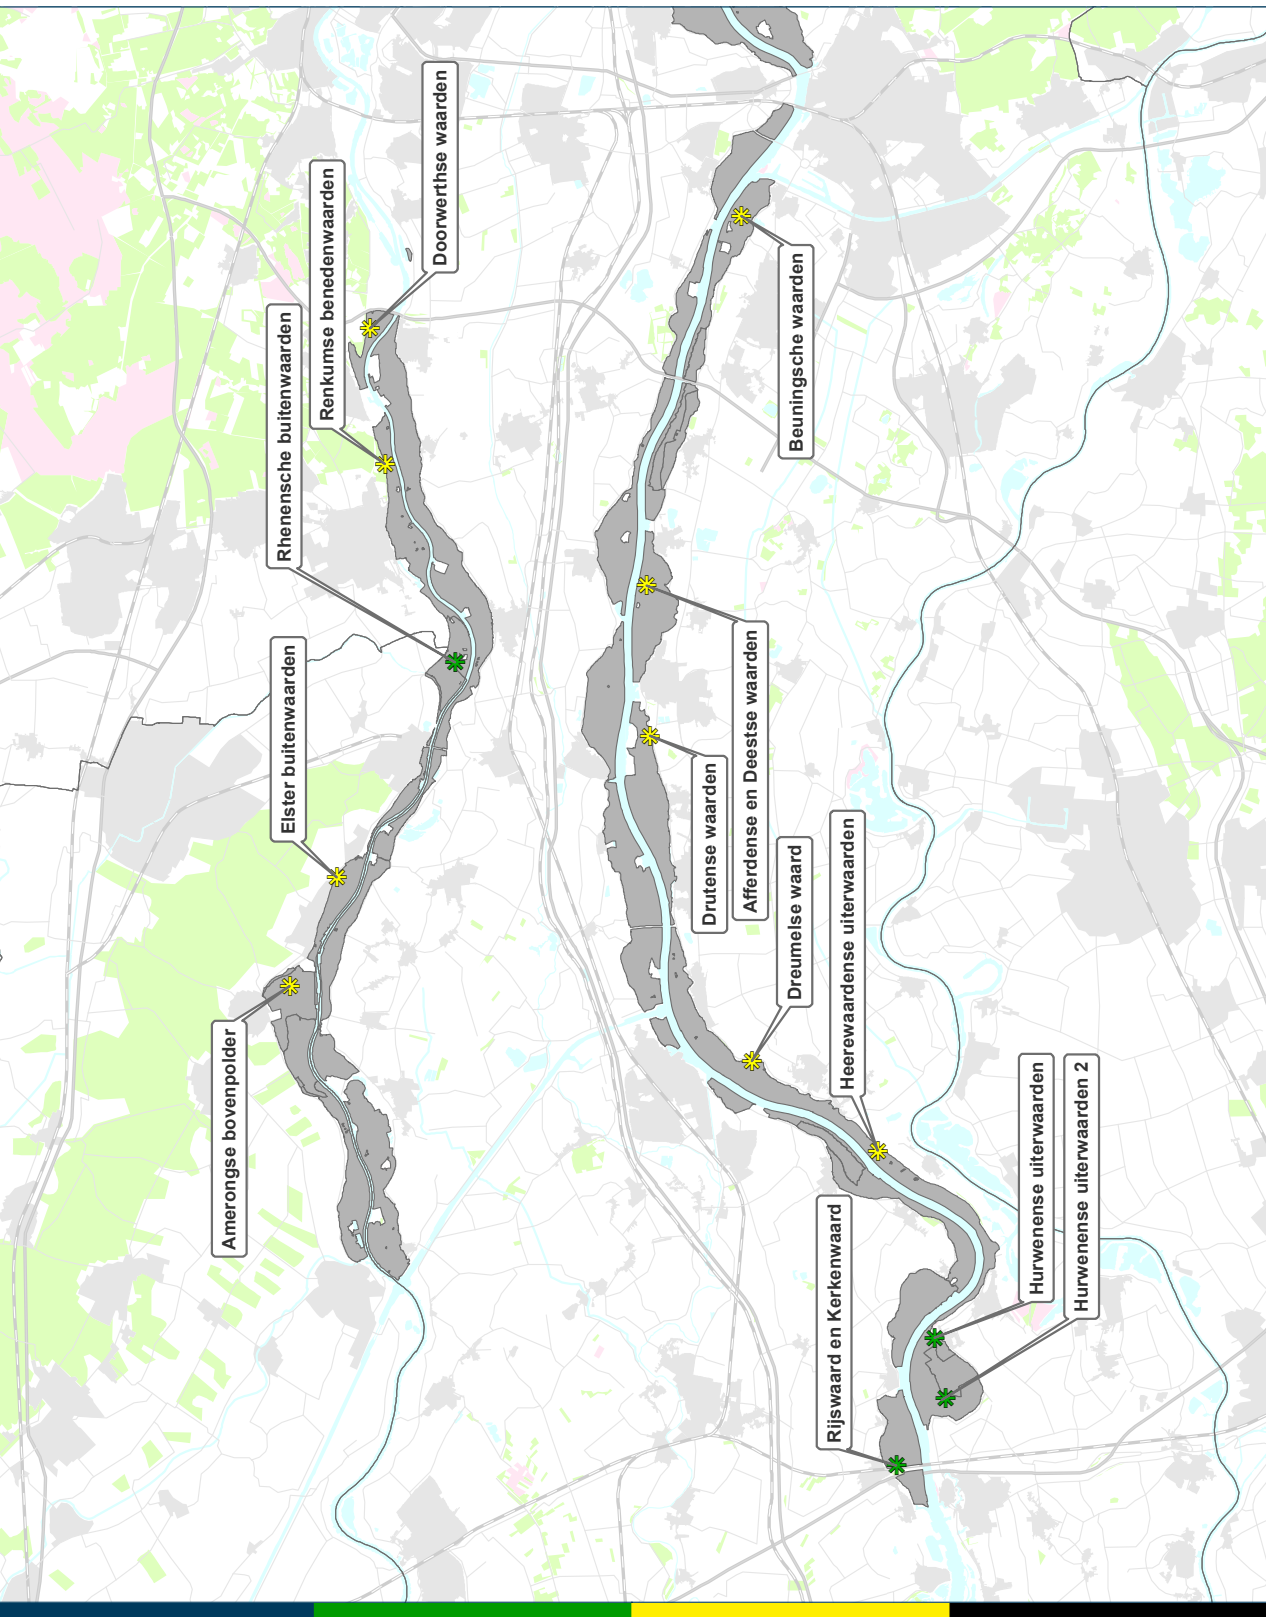 Doorwerthse waarden
Renkumse benedenwaarden
Rhenensche buitenwaarden
Elster buitenwaarden
Amerongse bovenpolder
Beuningsche waarden
Afferdense en Deestse waarden
Drutense waarden
Dreumelse waard
Heerewaardense uiterwaarden
Hurwenense uiterwaarden
Hurwenense uiterwaarden 2
Rijswaard en Kerkenwaard